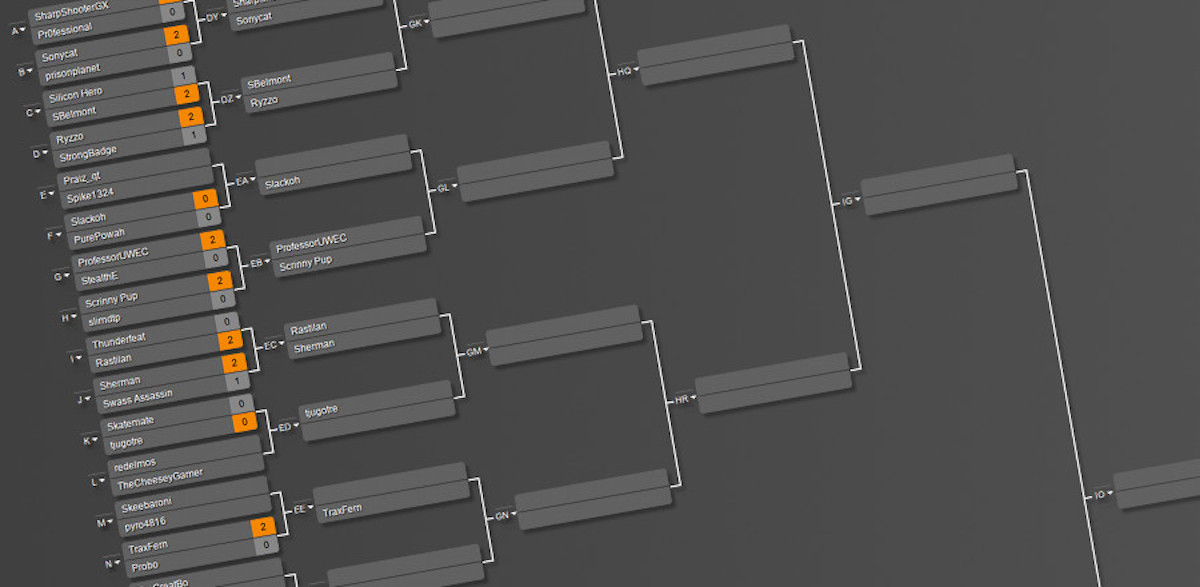 SharpShooterGX
A
Pr0fessional
0
DY
Sonycat
Sonycat
2
B
prisonplanet
0
GK
Silicon Hero
1
C
SBelmont
2
DZ
SBelmont
Ryzzo
HQ
Ryzzo
2
D
StrongBadge
1
Praiz_qt
E
Spike1324
EA
Slackoh
GL
Slackoh
0
F
PurePowah
0
IG
ProfessorUWEC
2
G
StealthE
0
EB
ProfessorUWEC
Scrinny Pup
Scrinny Pup
2
H
slimdtp
0
Thunderfeat
0
I
Rastilan
2
EC
Rastilan
Sherman
GM
Sherman
2
J
Swass Assassin
1
HR
Skatemate
0
K
tjugotre
0
ED
tjugotre
redelmos
L
TheCheeseyGamer
IO
Skeebaroni
M
pyro4816
EE
TraxFern
GN
TraxFern
2
N
Probo
0
GreatBo